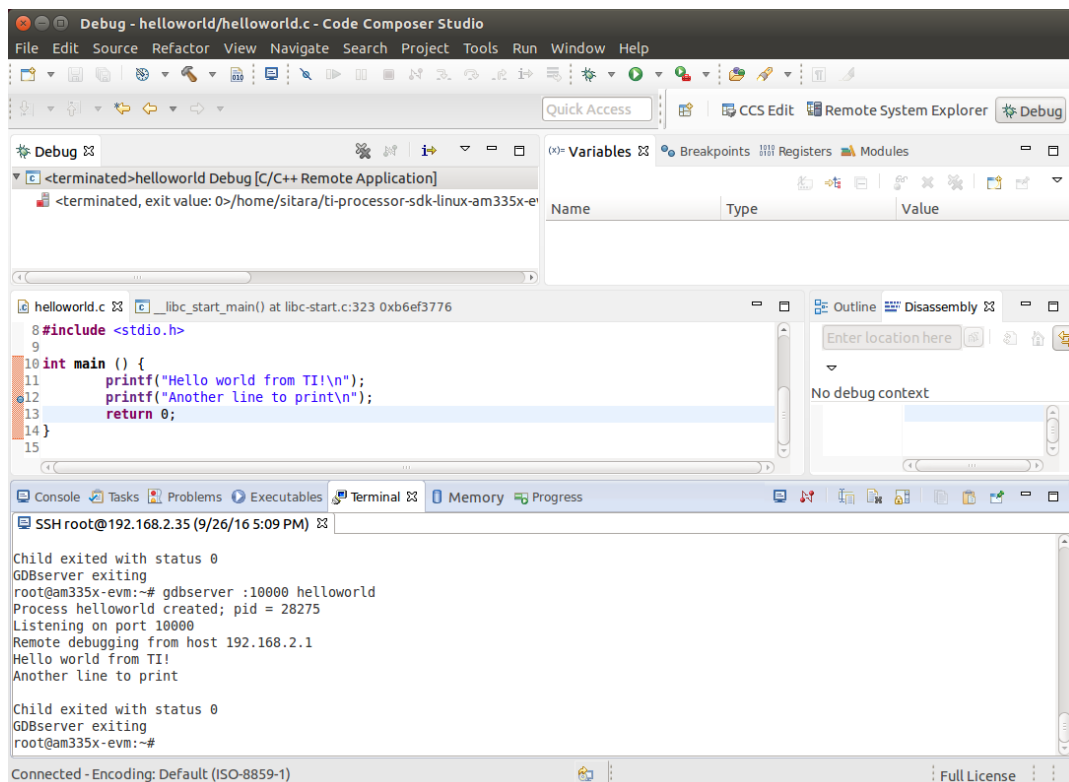 Debug - helloworld/helloworld.c - Code Composer Studio
File Edit Source Refactor View Navigate Search Project Tools Run Window Help
Quick Access CCS Edit Remote System Explorer Debug
Debug
<terminated>helloworld Debug [C/C++ Remote Application]
<terminated, exit value: 0>/home/sitara/ti-processor-sdk-linux-am335x-e
(x)= Variables Breakpoints Registers Modules
Name Type Value
helloworld.c __libc_start_main() at libc-start.c:323 0xb6ef3776
8 #include <stdio.h>
9
10 int main () {
11 printf("Hello world from TI!\n");
12 printf("Another line to print\n");
13 return 0;
14 }
15
Outline Disassembly
Enter location here
No debug context
Console Tasks Problems Executables Terminal Memory Progress
SSH root@192.168.2.35 (9/26/16 5:09 PM)
Child exited with status 0
GDBserver exiting
root@am335x-evm:~# gdbserver :10000 helloworld
Process helloworld created; pid = 28275
Listening on port 10000
Remote debugging from host 192.168.2.1
Hello world from TI!
Another line to print
Child exited with status 0
GDBserver exiting
root@am335x-evm:~#
Connected - Encoding: Default (ISO-8859-1) Full License